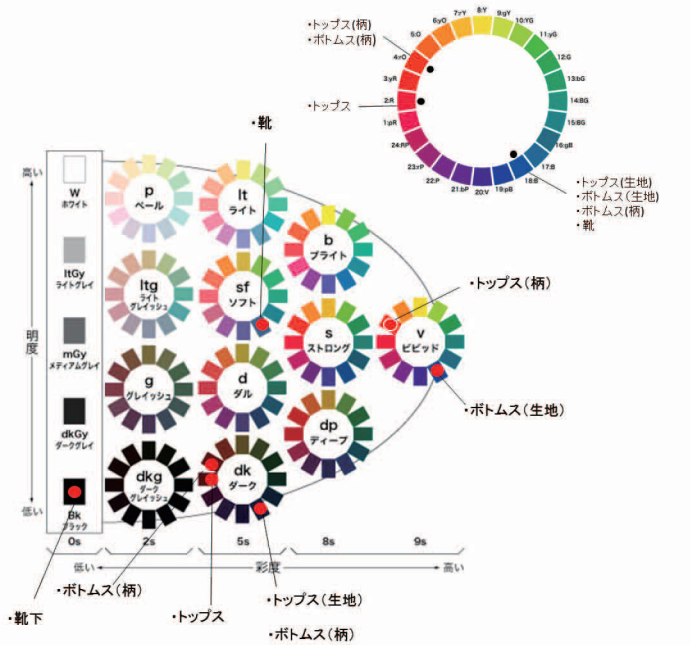 ・トップス(柄)
・ボトムス(柄)
・トップス
5:O
6:yO
7:rY
8:Y
9:gY
10:YG
11:yG
12:G
13:bG
14:BG
15:BG
16:gB
17:B
18:B
19:pB
20:V
21:bP
22:P
23:rP
24:RP
1:pR
2:R
3:yR
4:rO
・トップス(生地)
・ボトムス(生地)
・ボトムス(柄)
・靴
・靴
高い
明度
低い
W
ホワイト
ltGy
ライトグレイ
mGy
メディアムグレイ
dkGy
ダークグレイ
Bk
ブラック
p
ペール
ltg
ライト
グレイッシュ
g
グレイッシュ
dkg
ダーク
グレイッシュ
lt
ライト
sf
ソフト
d
ダル
dk
ダーク
b
ブライト
s
ストロング
dp
ディープ
v
ビビッド
・トップス(柄)
・ボトムス(生地)
0s
2s
5s
8s
9s
低い
彩度
高い
・ボトムス(柄)
・靴下
・トップス
・トップス(生地)
・ボトムス(柄)